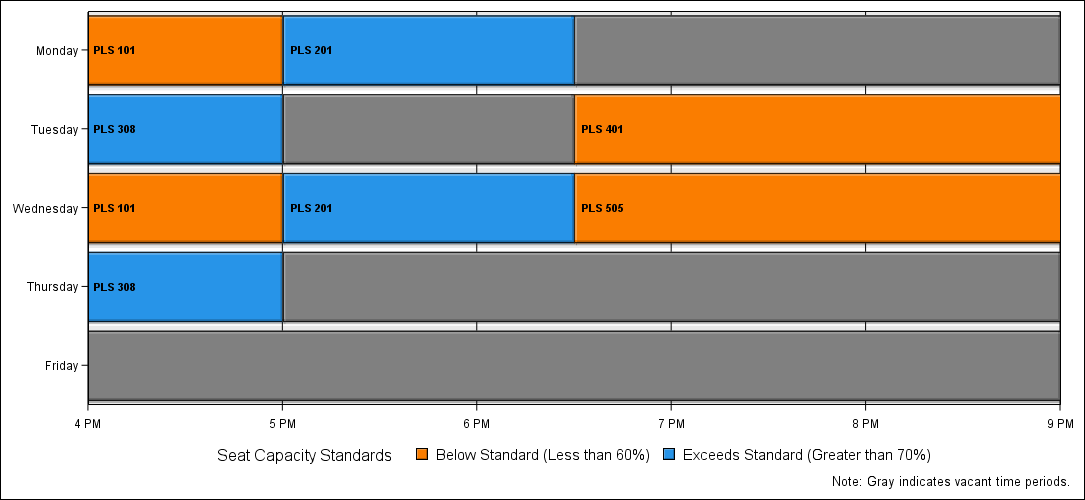 Monday PLS 101 PLS 201
Tuesday PLS 308 PLS 401
Wednesday PLS 101 PLS 201 PLS 505
Thursday PLS 308
Friday
4 PM 5 PM 6 PM 7 PM 8 PM 9 PM
Seat Capacity Standards Below Standard (Less than 60%) Exceeds Standard (Greater than 70%)
Note: Gray indicates vacant time periods.